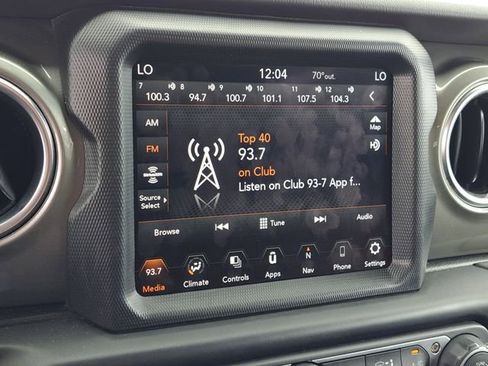 LO 12:04 70°out. LO
7 8 9 10 11 12
100.3 94.7 100.7 101.1 107.5 104.3
AM
Map
FM
Top 40
93.7
on Club
Listen on Club 93-7 App f...
SiriusXM
Source
Select
Browse Tune Audio
93.7
N
Media Climate Controls Apps Nav Phone Settings